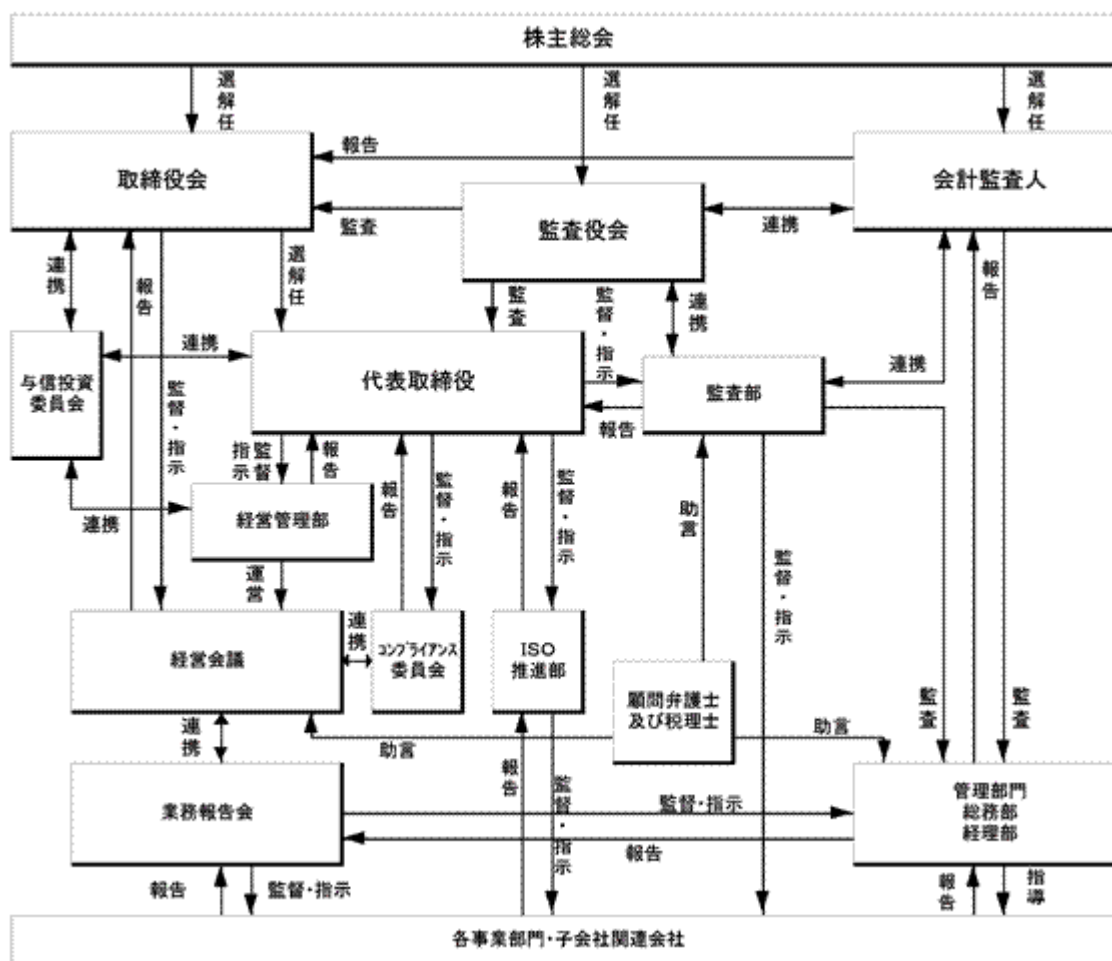 株主総会
選解任
選解任
選解任
報告
取締役会
会計監査人
監査
監査役会
連携
連携
報告
選解任
監査
監督・指示
連携
報告
連携
与信投資
委員会
連携
代表取締役
監査部
連携
監督・指示
報告
指示監督
報告
報告
監督・指示
報告
監督・指示
助言
監督・指示
連携
経営管理部
運営
経営会議
連携
コンプライアンス
委員会
ISO
推進部
顧問弁護士
及び税理士
監査
監査
連携
助言
助言
報告
監督・指示
業務報告会
監督・指示
報告
管理部門
総務部
経理部
報告
監督・指示
報告
指導
各事業部門・子会社関連会社